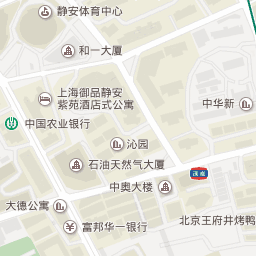 静安体育中心
和一大厦
上海御品静安
紫苑酒店式公寓
中华新
中国农业银行
沁园
石油天然气大厦
中奥大楼
大德公寓
北京王府井烤鸭
富邦华一银行